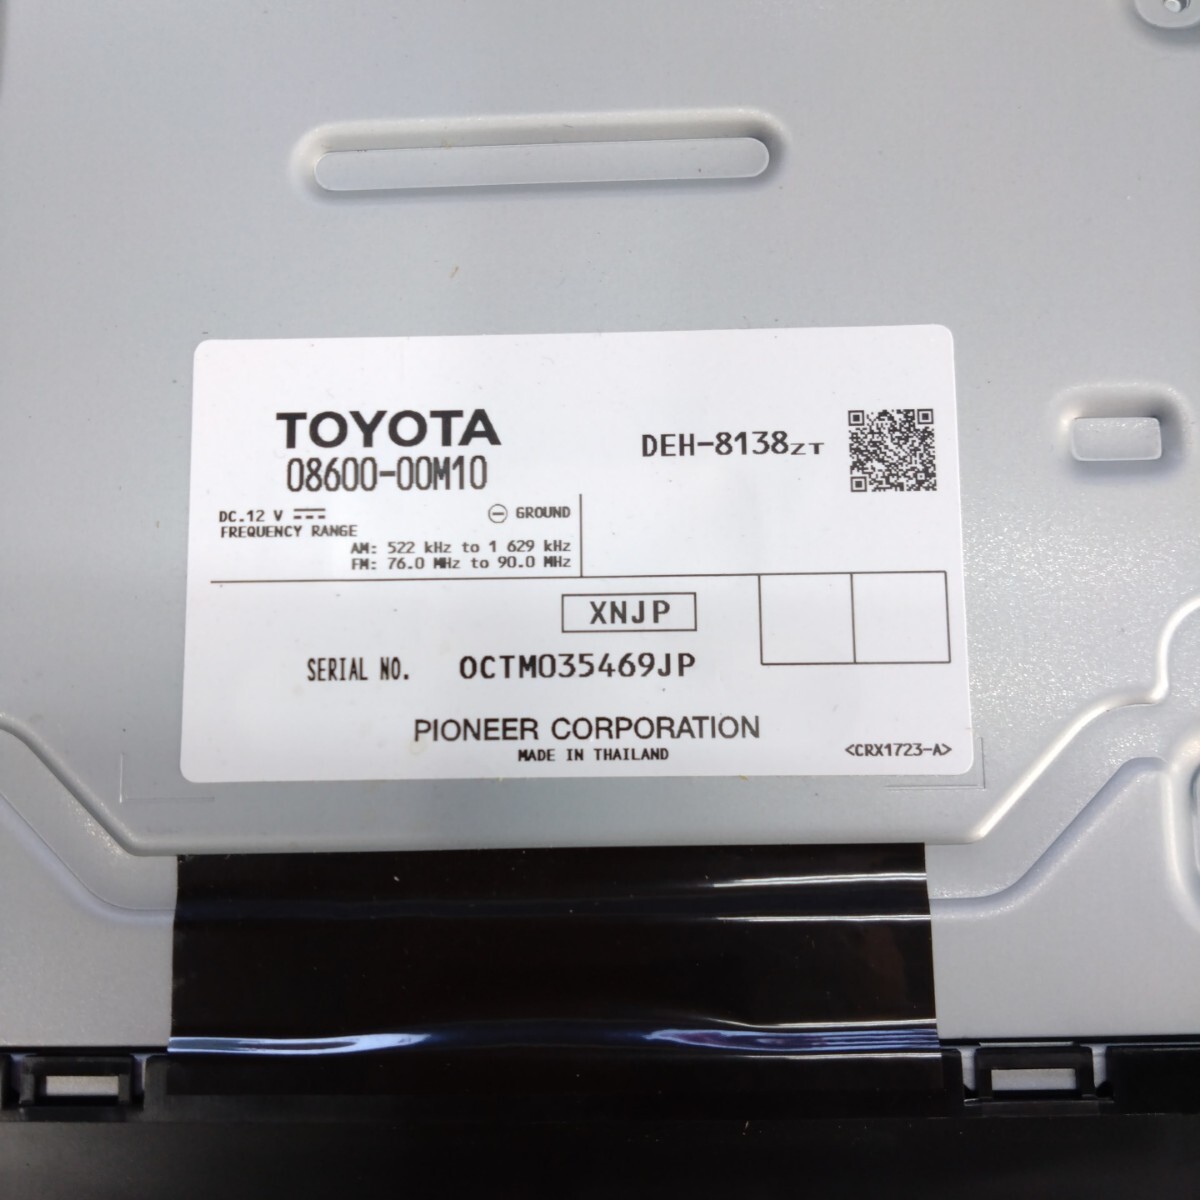 TOYOTA
08600-00M10
DEH-8138ZT
DC.12 V
GROUND
FREQUENCY RANGE
AM: 522 kHz to 1 629 kHz
FM: 76.0 MHz to 90.0 MHz
XNJP
SERIAL NO. OCTM035469JP
PIONEER CORPORATION
MADE IN THAILAND
<CRX1723-A>